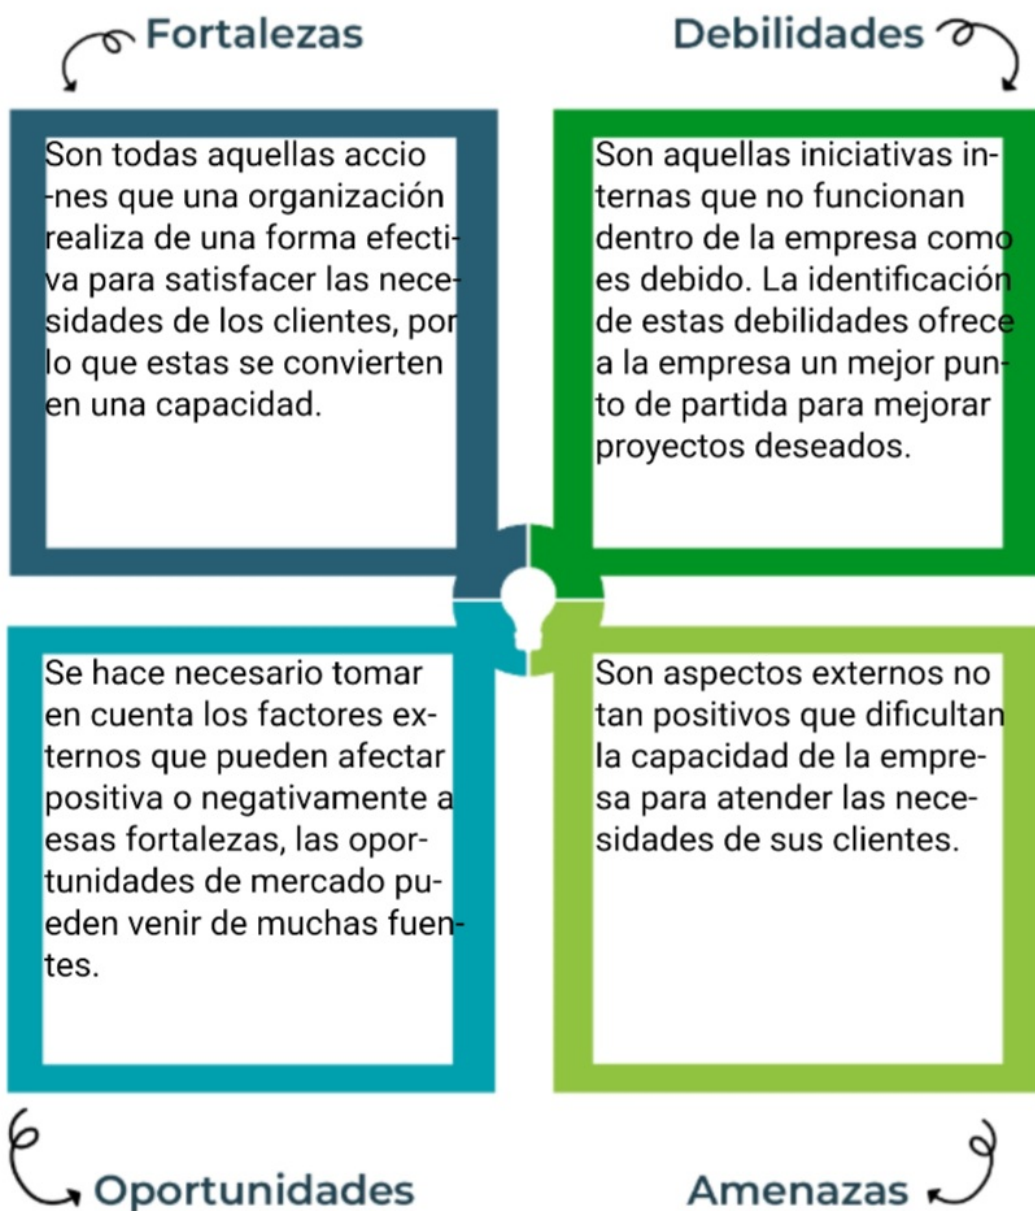 Fortalezas
Son todas aquellas accio
-nes que una organización
realiza de una forma efecti-
va para satisfacer las nece-
sidades de los clientes, por
lo que estas se convierten
en una capacidad.
Debilidades
Son aquellas iniciativas in-
ternas que no funcionan
dentro de la empresa como
es debido. La identificación
de estas debilidades ofrece
a la empresa un mejor pun-
to de partida para mejorar
proyectos deseados.
Se hace necesario tomar
en cuenta los factores ex-
ternos que pueden afectar
positiva o negativamente a
esas fortalezas, las opor-
tunidades de mercado pu-
eden venir de muchas fuen-
tes.
Oportunidades
Son aspectos externos no
tan positivos que dificultan
la capacidad de la empre-
sa para atender las nece-
sidades de sus clientes.
Amenazas